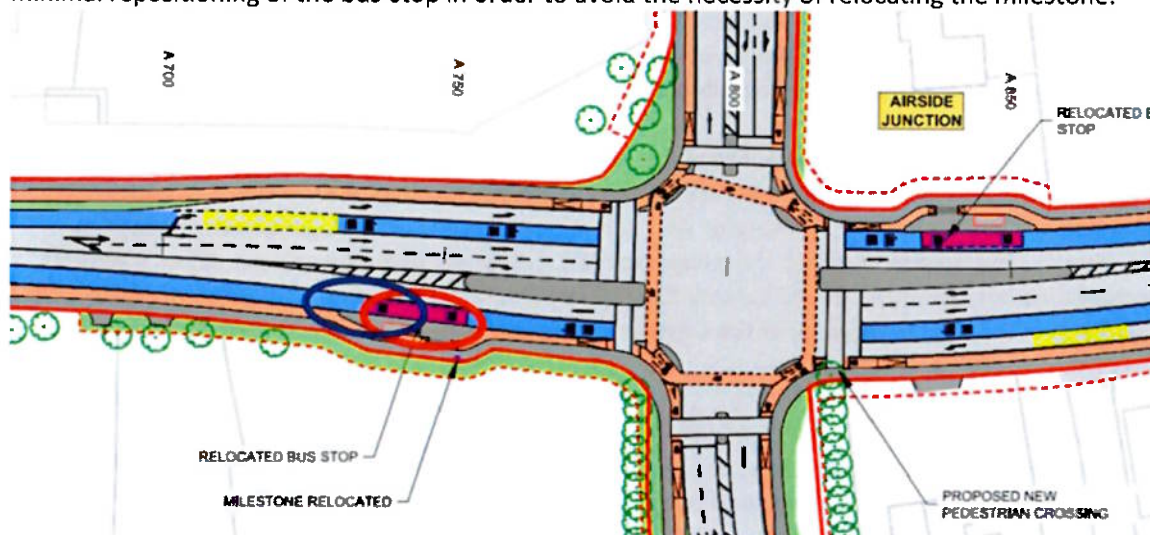 minimal repositioning of the bus stop in order to avoid the necessity of relocating the milestone.
A 700
A 750
A 800
A 850
AIRSIDE
JUNCTION
RELOCATED B
STOP
RELOCATED BUS STOP
MILESTONE RELOCATED
PROPOSED NEW
PEDESTRIAN CROSSING